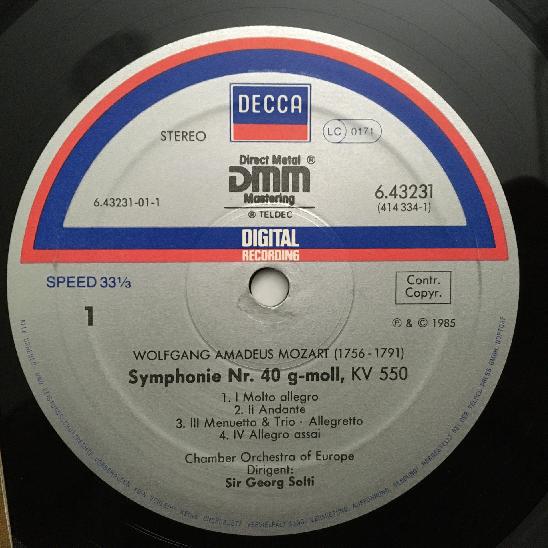 DECCA
STEREO
LC 0171
Direct Metal ®
DMM
Mastering
® TELDEC
6.43231-01-1
6.43231
(414 334-1)
DIGITAL
RECORDING
SPEED 33⅓
Contr.
Copyr.
1
℗ & © 1985
WOLFGANG AMADEUS MOZART (1756-1791)
Symphonie Nr. 40 g-moll, KV 550
1. I Molto allegro
2. II Andante
3. III Menuetto & Trio · Allegretto
4. IV Allegro assai
Chamber Orchestra of Europe
Dirigent:
Sir Georg Solti